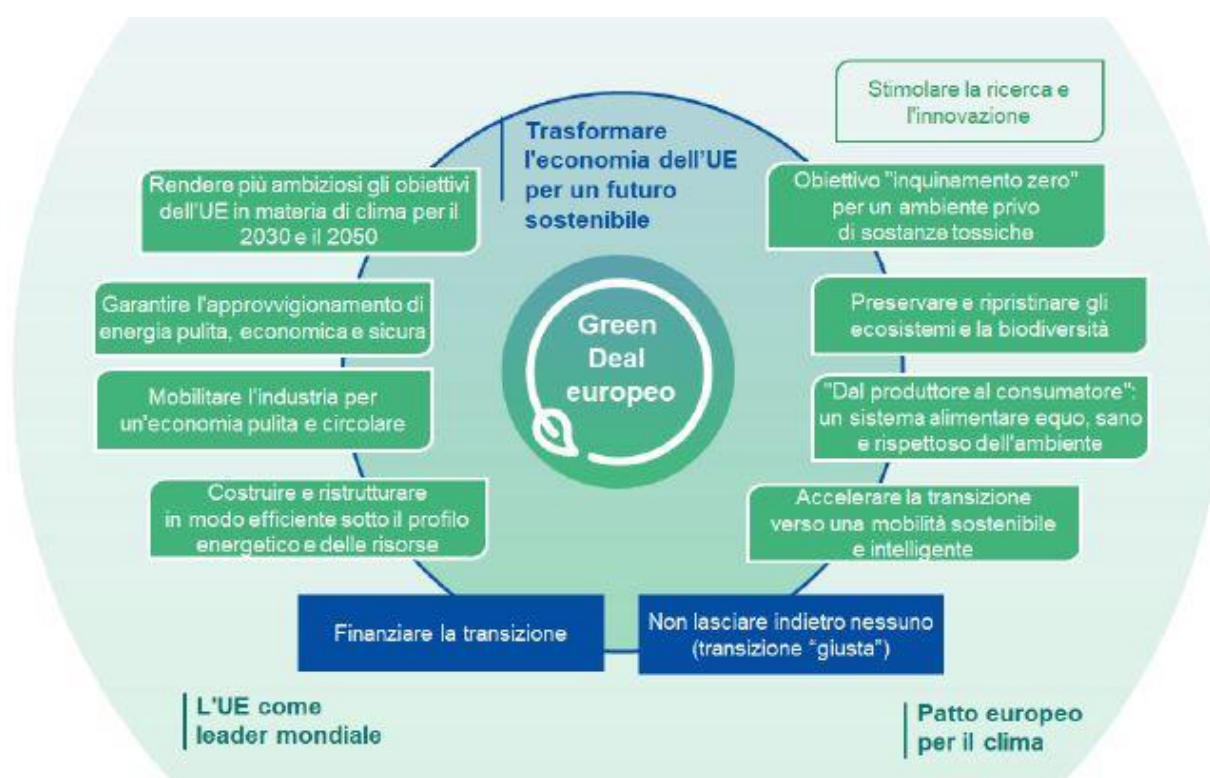 Stimolare la ricerca e
l'innovazione
Trasformare
l'economia dell'UE
per un futuro
sostenibile
Rendere più ambiziosi gli obiettivi
dell'UE in materia di clima per il
2030 e il 2050
Obiettivo "inquinamento zero"
per un ambiente privo
di sostanze tossiche
Garantire l'approvvigionamento di
energia pulita, economica e sicura
Preservare e ripristinare gli
ecosistemi e la biodiversità
Green
Deal
europeo
Mobilitare l'industria per
un'economia pulita e circolare
"Dal produttore al consumatore":
un sistema alimentare equo, sano
e rispettoso dell'ambiente
Costruire e ristrutturare
in modo efficiente sotto il profilo
energetico e delle risorse
Accelerare la transizione
verso una mobilità sostenibile
e intelligente
Finanziare la transizione
Non lasciare indietro nessuno
(transizione “giusta”)
L'UE come
leader mondiale
Patto europeo
per il clima